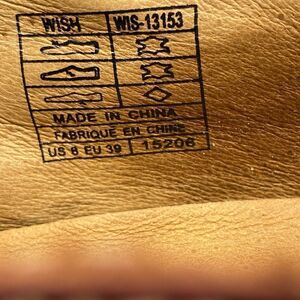 WISH WIS-13153
MADE IN CHINA
FABRIQUE EN CHINE
US 8 EU 39 15206